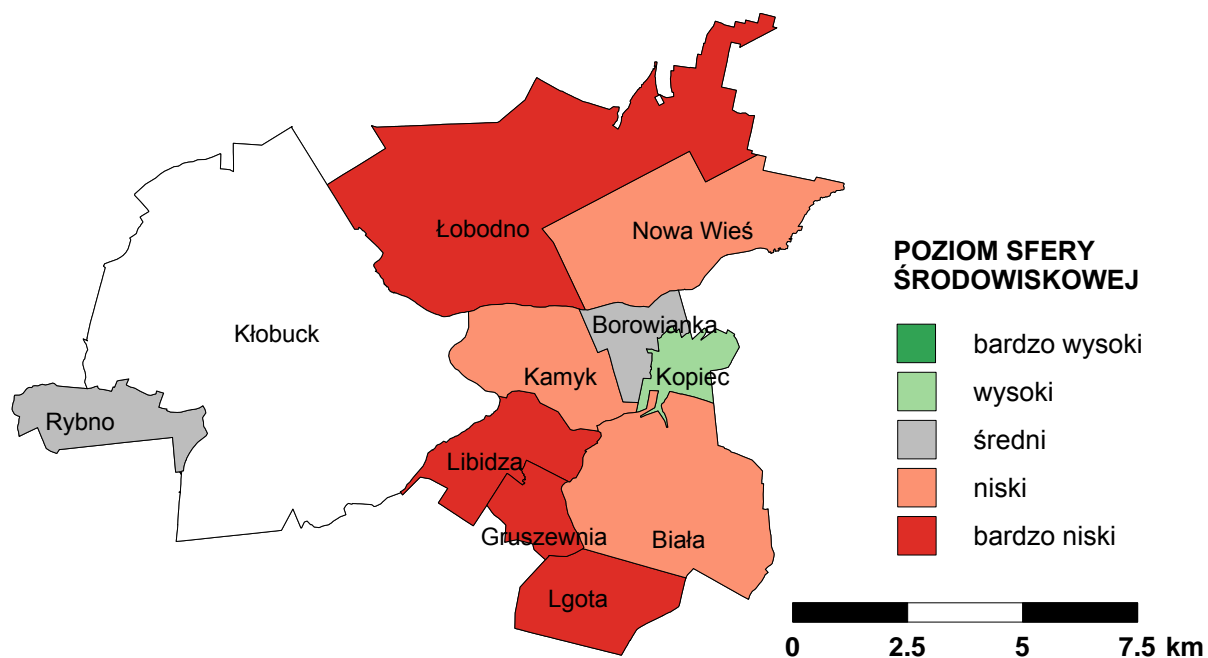 Łobodno
Nowa Wieś
Kłobuck
Borowianka
Kamyk
Kopiec
Rybno
Libidza
Gruszewnia
Biała
Lgota
POZIOM SFERY
ŚRODOWISKOWEJ
bardzo wysoki
wysoki
średni
niski
bardzo niski
0 2.5 5 7.5 km